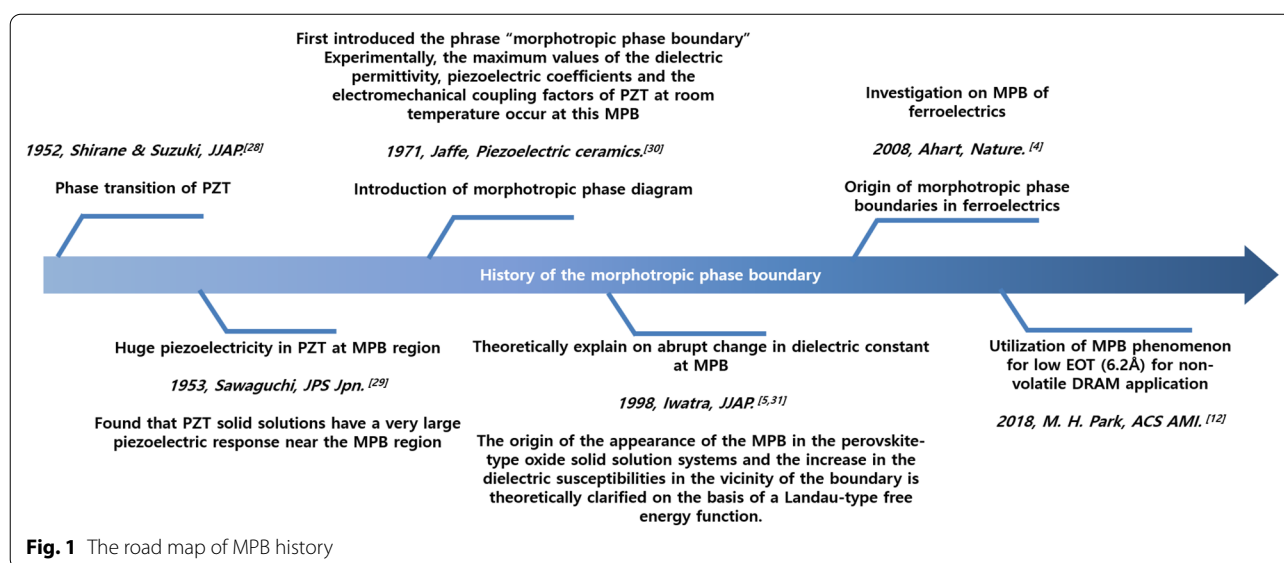 First introduced the phrase “morphotropic phase boundary”
Experimentally, the maximum values of the dielectric
permittivity, piezoelectric coefficients and the
electromechanical coupling factors of PZT at room
temperature occur at this MPB
1971, Jaffe, Piezoelectric ceramics.[30]
Introduction of morphotropic phase diagram
1952, Shirane & Suzuki, JJAP.[28]
Phase transition of PZT
Investigation on MPB of
ferroelectrics
2008, Ahart, Nature. [4]
Origin of morphotropic phase
boundaries in ferroelectrics
History of the morphotropic phase boundary
Huge piezoelectricity in PZT at MPB region
1953, Sawaguchi, JPS Jpn. [29]
Found that PZT solid solutions have a very large
piezoelectric response near the MPB region
Theoretically explain on abrupt change in dielectric constant
at MPB
1998, Iwatra, JJAP. [5,31]
The origin of the appearance of the MPB in the perovskite-
type oxide solid solution systems and the increase in the
dielectric susceptibilities in the vicinity of the boundary is
theoretically clarified on the basis of a Landau-type free
energy function.
Utilization of MPB phenomenon
for low EOT (6.2Å) for non-
volatile DRAM application
2018, M. H. Park, ACS AMI. [12]
Fig. 1 The road map of MPB history